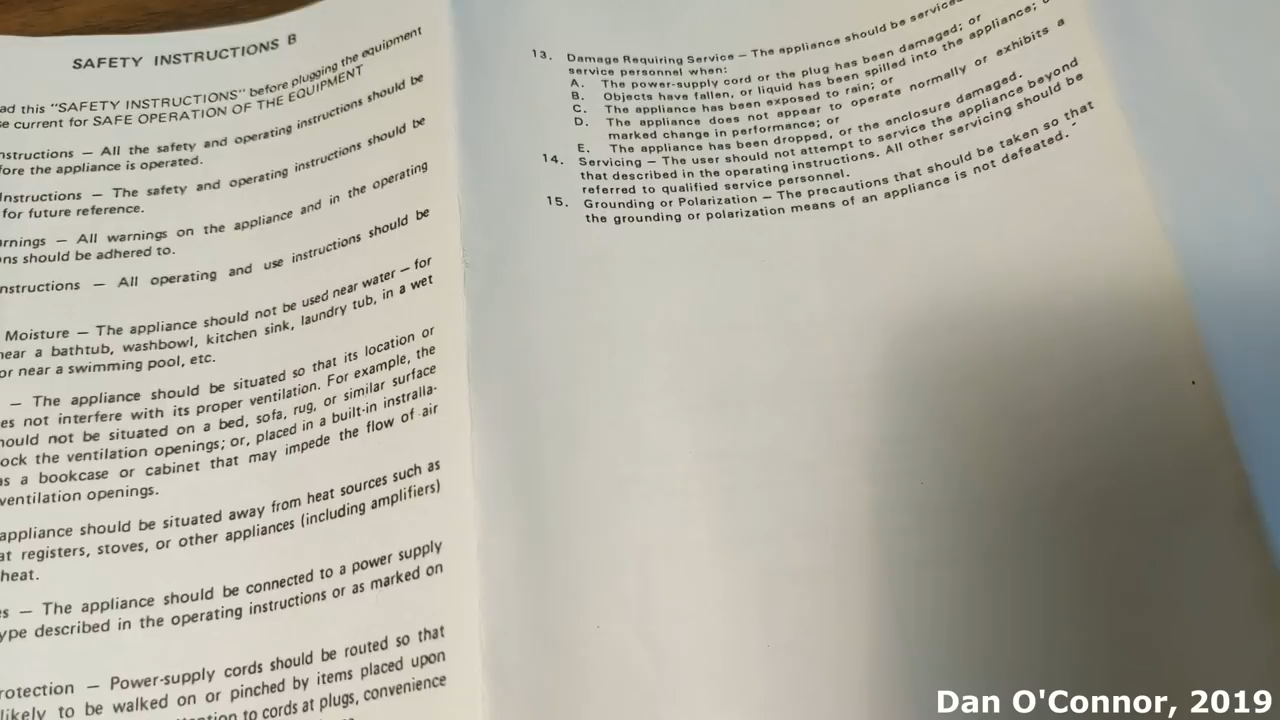 SAFETY INSTRUCTIONS B
ad this "SAFETY INSTRUCTIONS" before plugging the equipment
e current for SAFE OPERATION OF THE EQUIPMENT
nstructions — All the safety and operating instructions should be
fore the appliance is operated.
Instructions — The safety and operating instructions should be
for future reference.
arnings — All warnings on the appliance and in the operating
ns should be adhered to.
nstructions — All operating and use instructions should be
Moisture — The appliance should not be used near water — for
near a bathtub, washbowl, kitchen sink, laundry tub, in a wet
or near a swimming pool, etc.
— The appliance should be situated so that its location or
es not interfere with its proper ventilation. For example, the
hould not be situated on a bed, sofa, rug, or similar surface
ock the ventilation openings; or, placed in a built-in installa-
as a bookcase or cabinet that may impede the flow of air
ventilation openings.
appliance should be situated away from heat sources such as
at registers, stoves, or other appliances (including amplifiers)
heat.
es — The appliance should be connected to a power supply
ype described in the operating instructions or as marked on
rotection — Power-supply cords should be routed so that
likely to be walked on or pinched by items placed upon
to cords at plugs, convenience
13. Damage Requiring Service — The appliance should be serviced
service personnel when:
A. The power-supply cord or the plug has been damaged; or
B. Objects have fallen, or liquid has been spilled into the appliance; o
C. The appliance has been exposed to rain; or
D. The appliance does not appear to operate normally or exhibits a
marked change in performance; or
E. The appliance has been dropped, or the enclosure damaged.
14. Servicing — The user should not attempt to service the appliance beyond
that described in the operating instructions. All other servicing should be
referred to qualified service personnel.
15. Grounding or Polarization — The precautions that should be taken so that
the grounding or polarization means of an appliance is not defeated.
Dan O'Connor, 2019